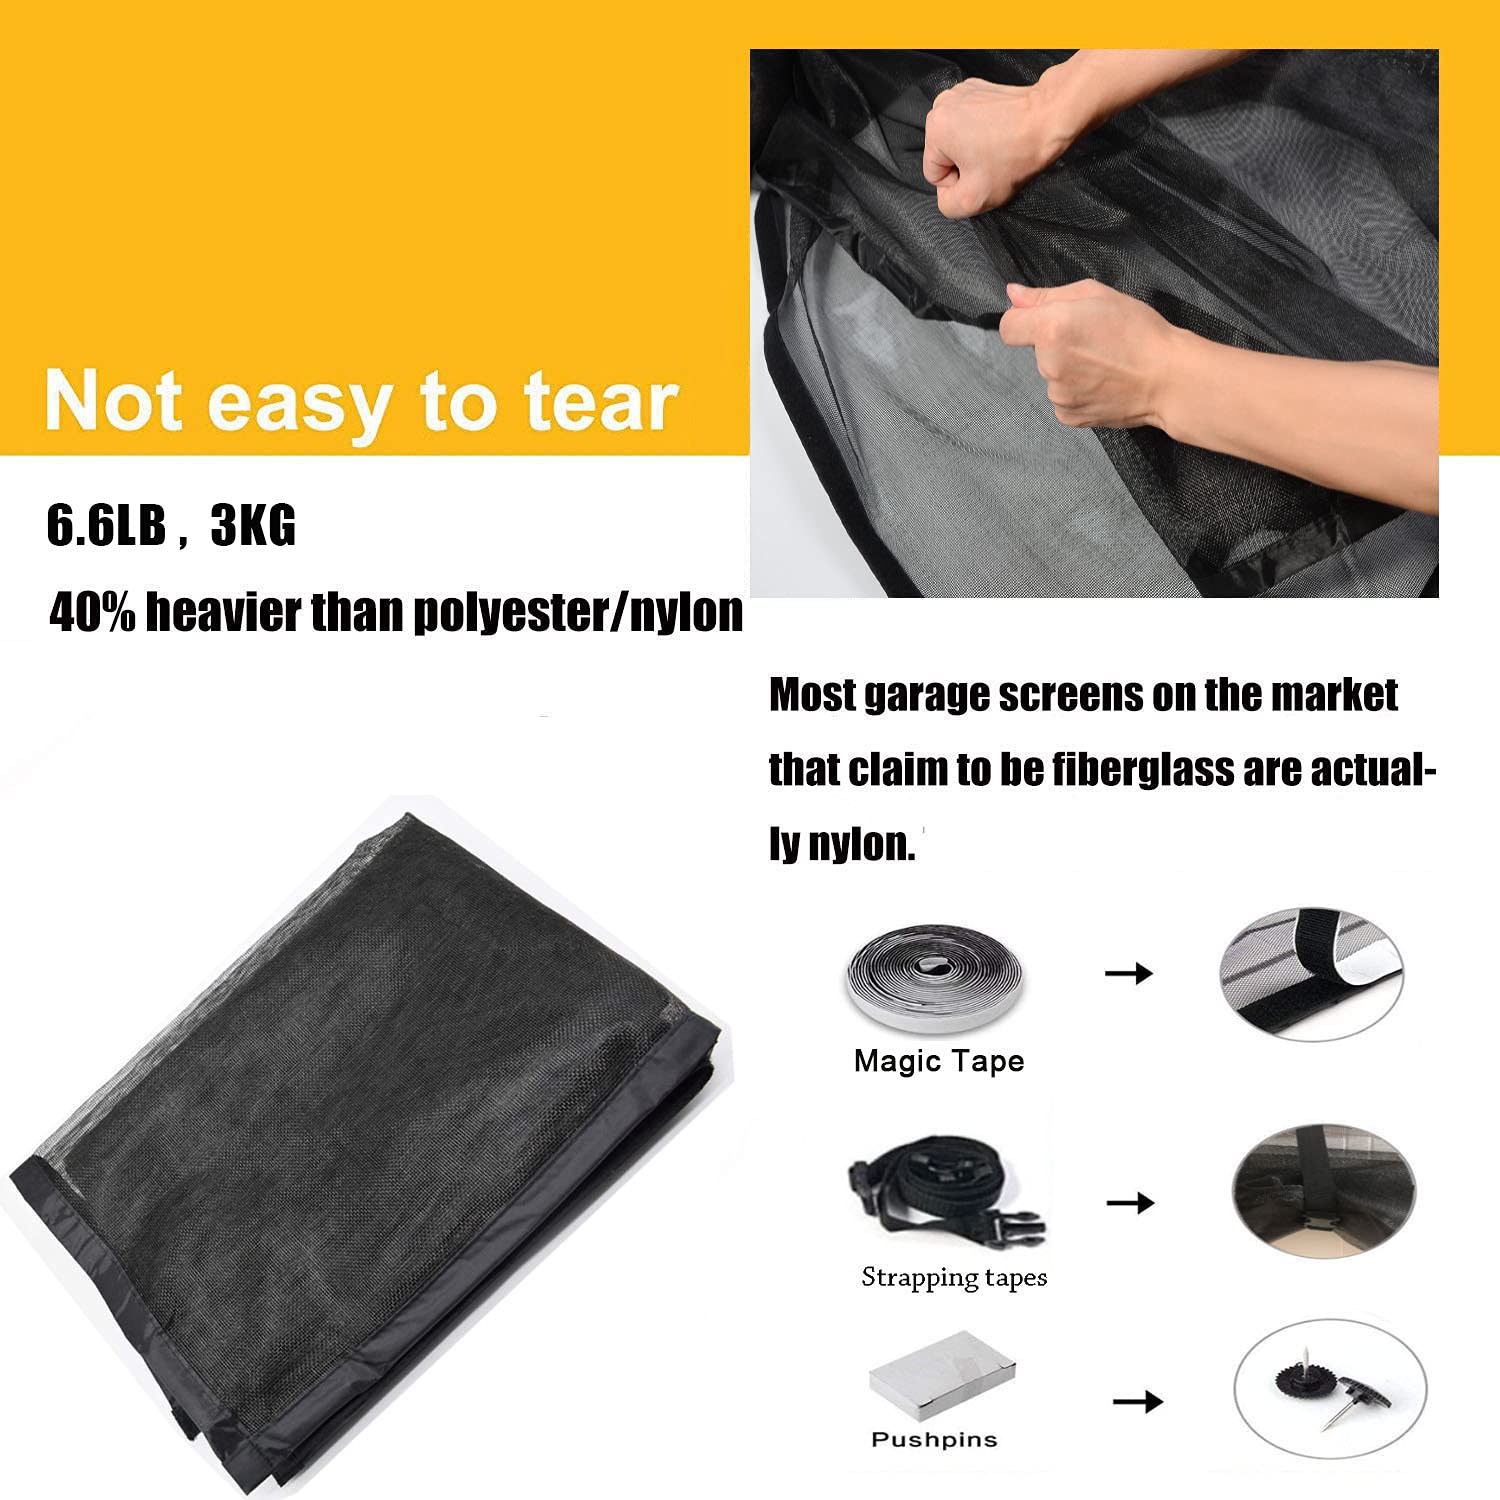 Not easy to tear
6.6LB , 3KG
40% heavier than polyester/nylon
Most garage screens on the market
that claim to be fiberglass are actual-
ly nylon.
Magic Tape
Strapping tapes
Pushpins